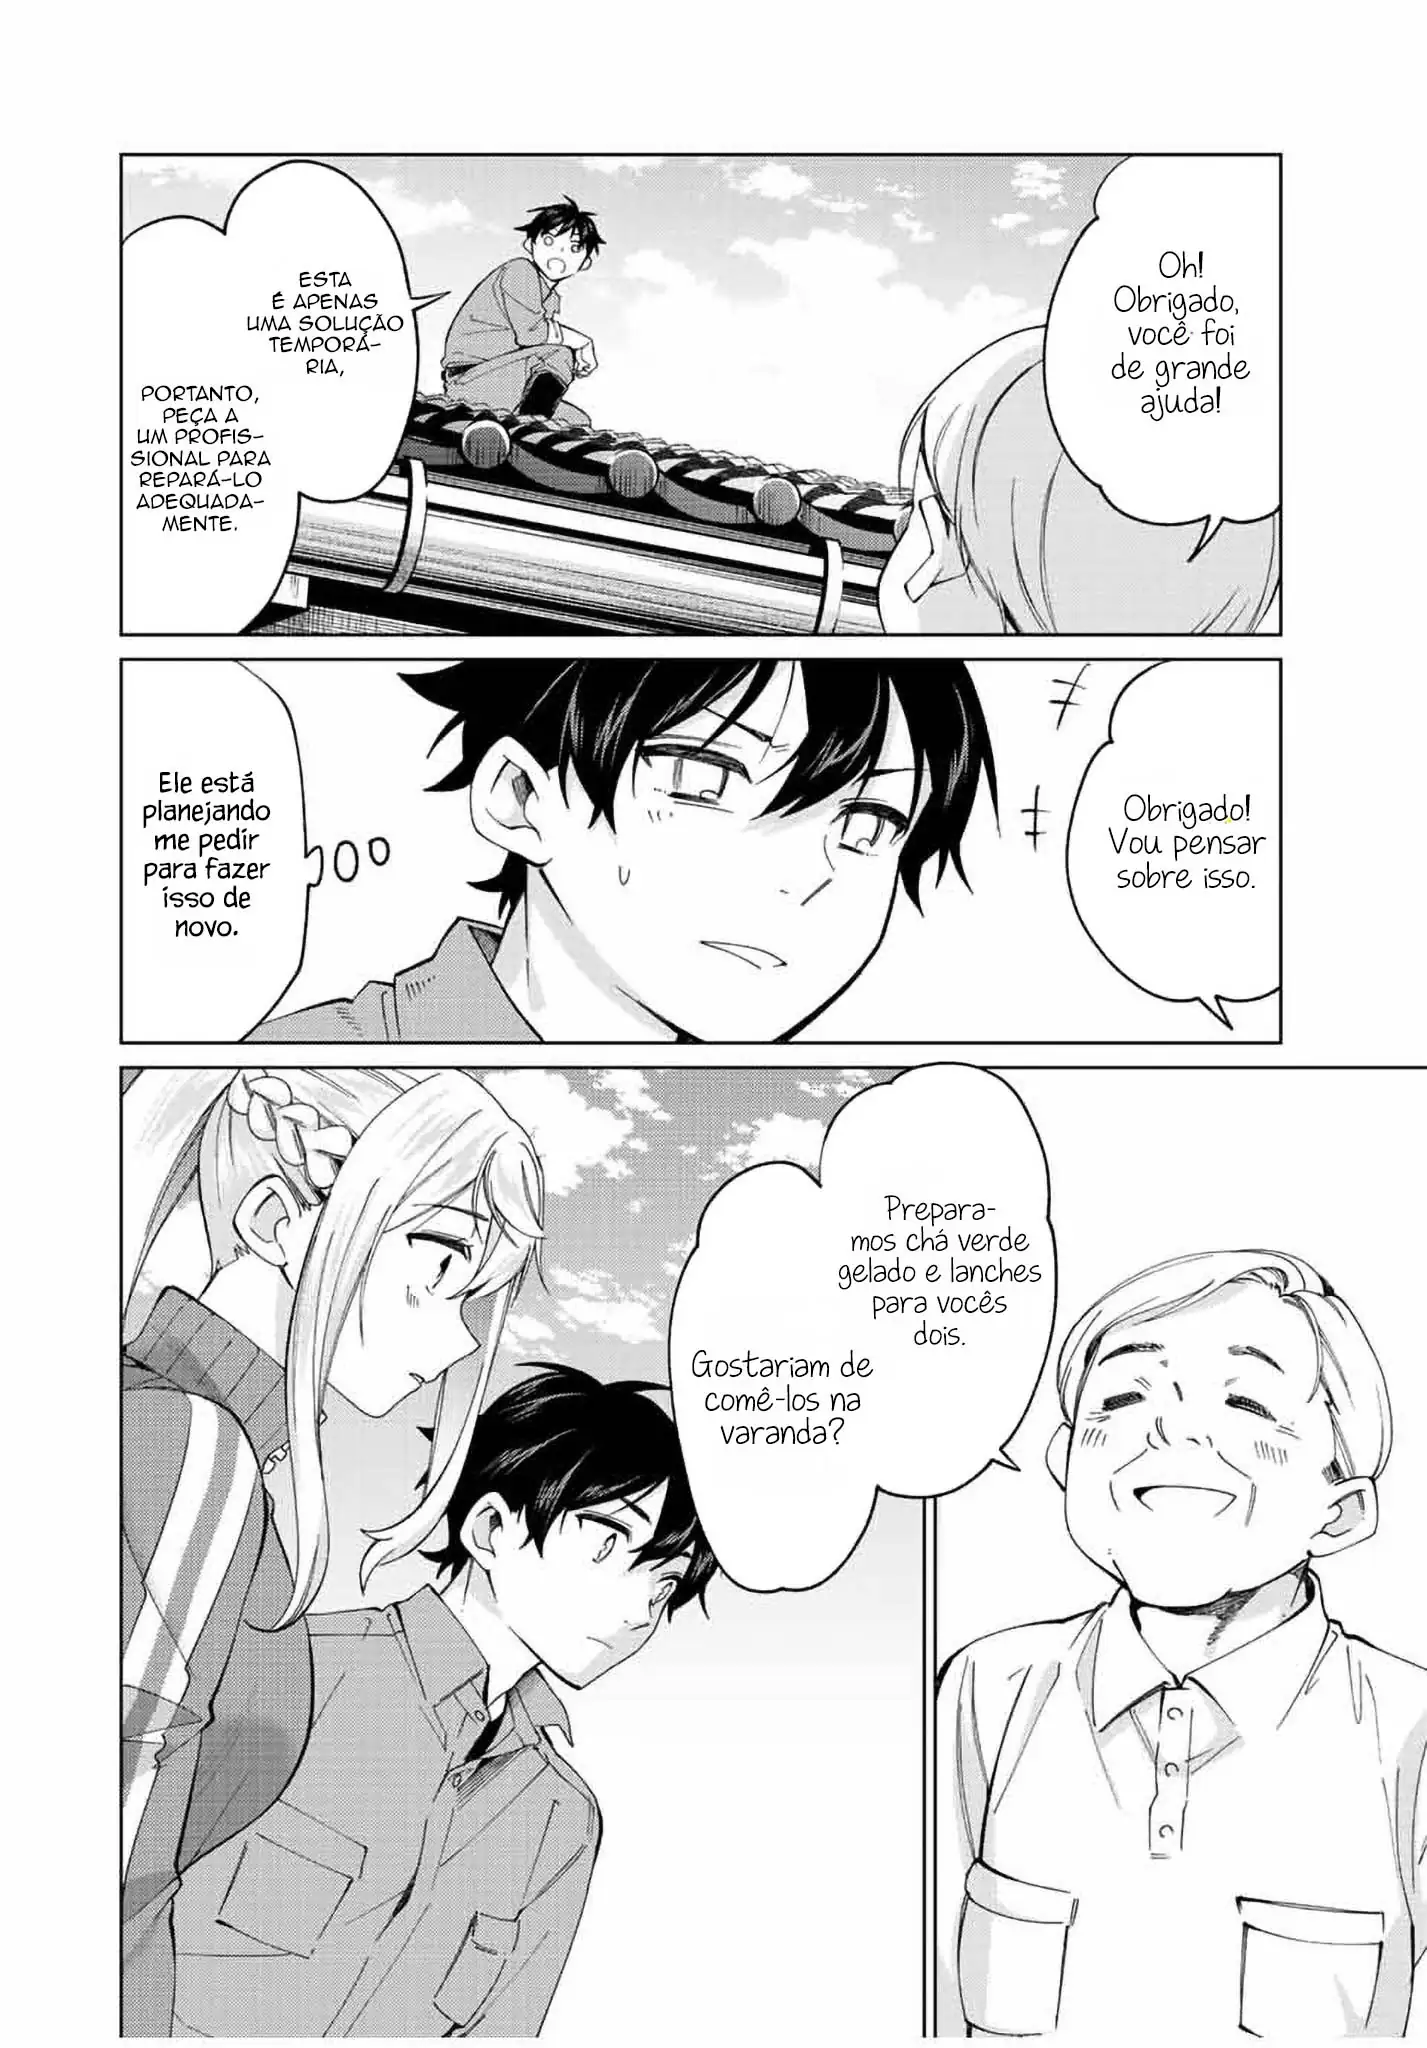 Oh!
Obrigado,
você foi
de grande
ajuda!
ESTA
É APENAS
UMA SOLUÇÃO
TEMPORÁ-
RIA,
PORTANTO,
PEÇA A
UM PROFIS-
SIONAL PARA
REPARÁ-LO
ADEQUADA-
MENTE.
Obrigado!
Vou pensar
sobre isso.
Ele está
planejando
me pedir
para fazer
isso de
novo.
Prepara-
mos chá verde
gelado e lanches
para vocês
dois.
Gostariam de
comê-los na
varanda?